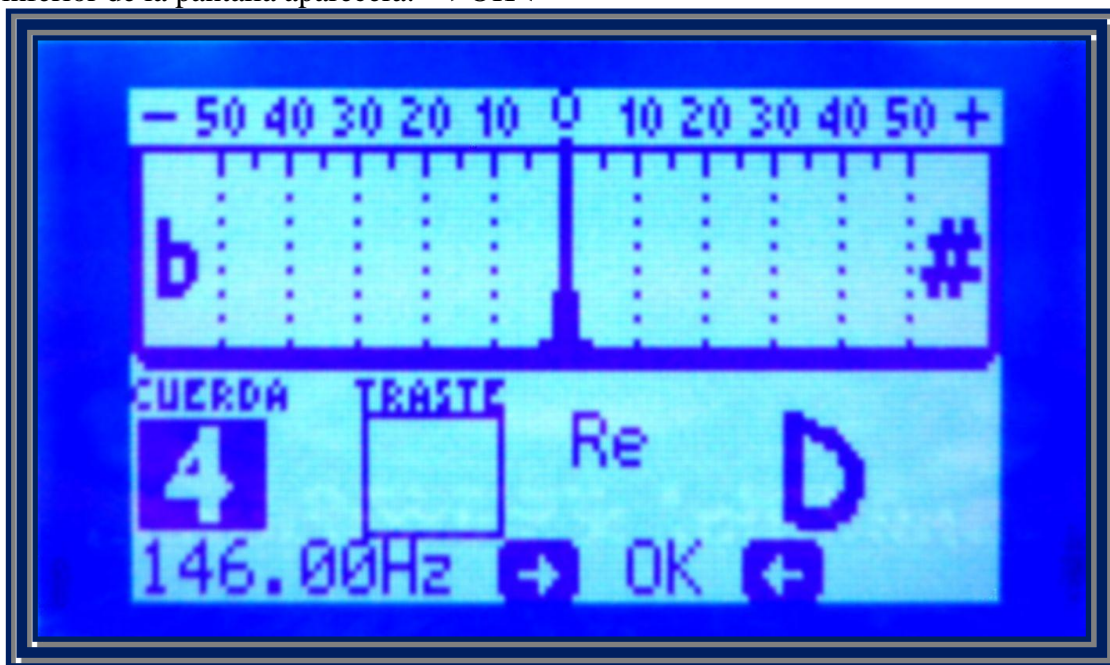 inferior de la pantalla aparecerá: → OK ←
− 50 40 30 20 10 0 10 20 30 40 50 +
b #
CUERDA TRASTE
4 Re D
146.00Hz → OK ←